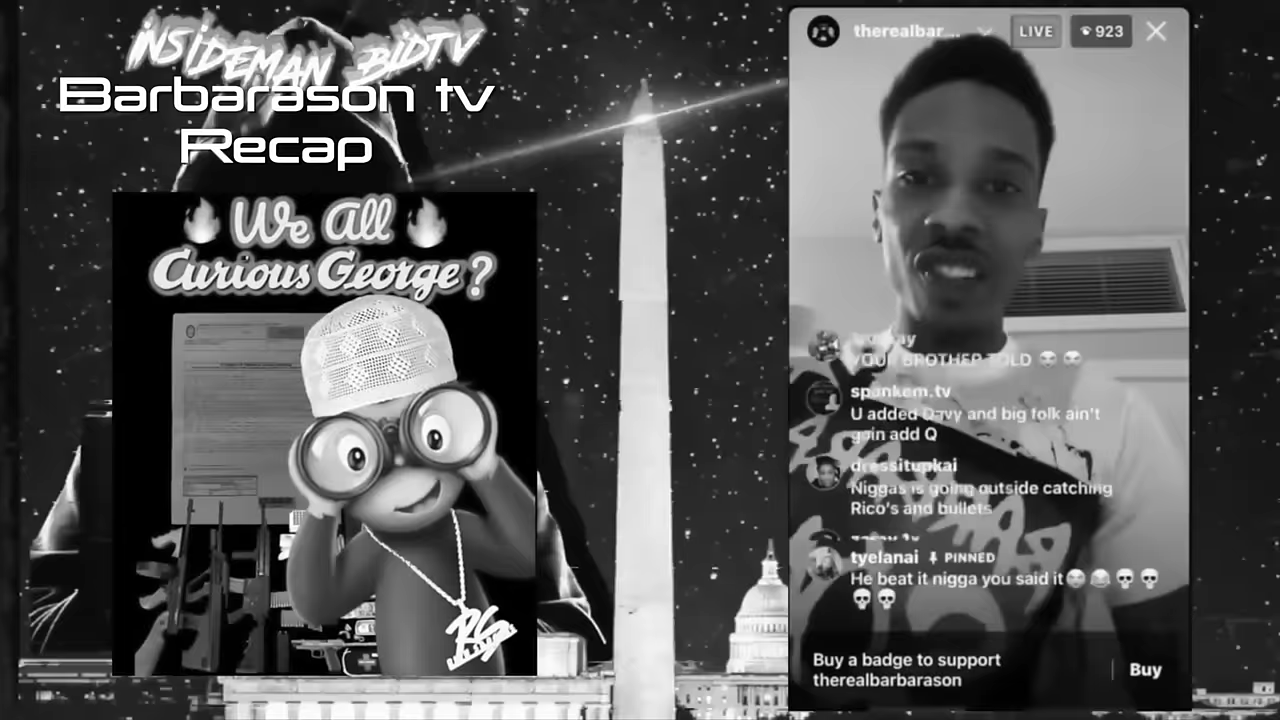 INSIDEMAN BIDTV
Barbarason tv
Recap
We All
Curious George ?
RG
therealbar...
LIVE
923
YOUR BROTHER TOLD
spankem.tv
U added Davy and big folk ain't
goin add Q
dressitupkai
Niggas is going outside catching
Rico's and bullets
tyelanai PINNED
He beat it nigga you said it
Buy a badge to support
therealbarbarason
Buy